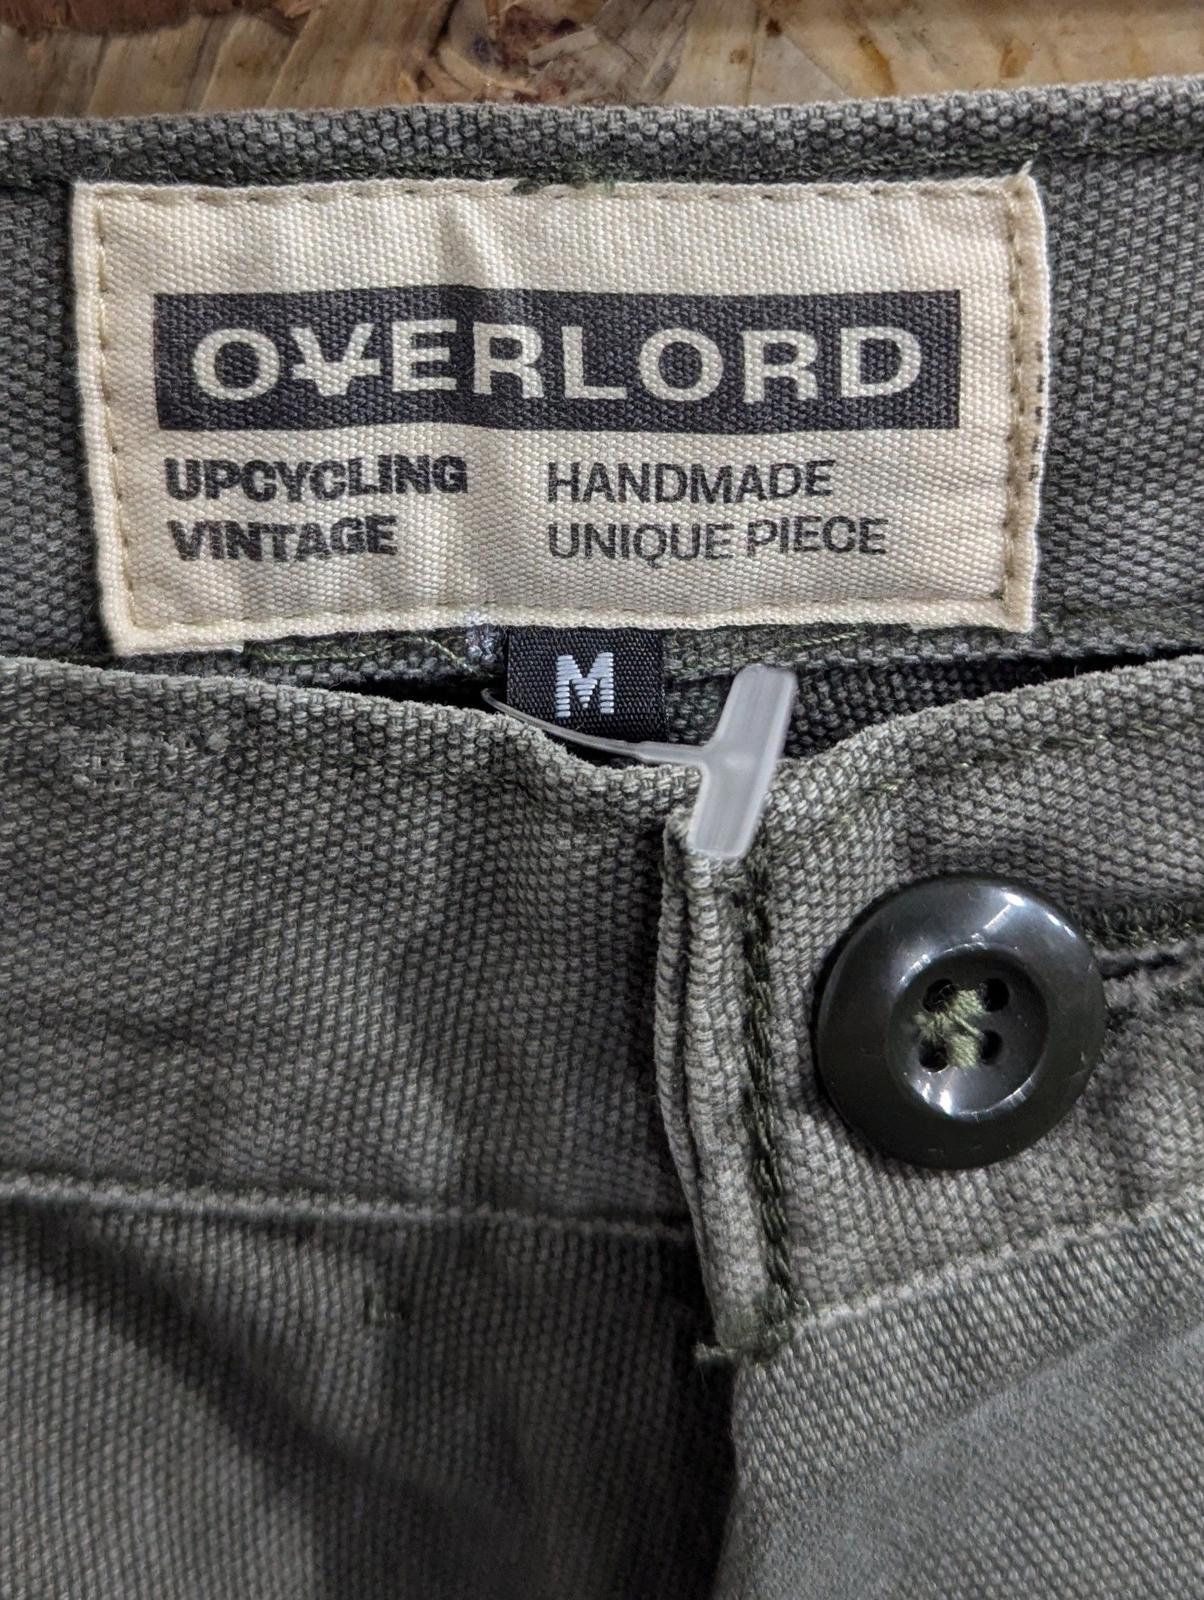 OVERLORD
UPCYCLING HANDMADE
VINTAGE UNIQUE PIECE
M